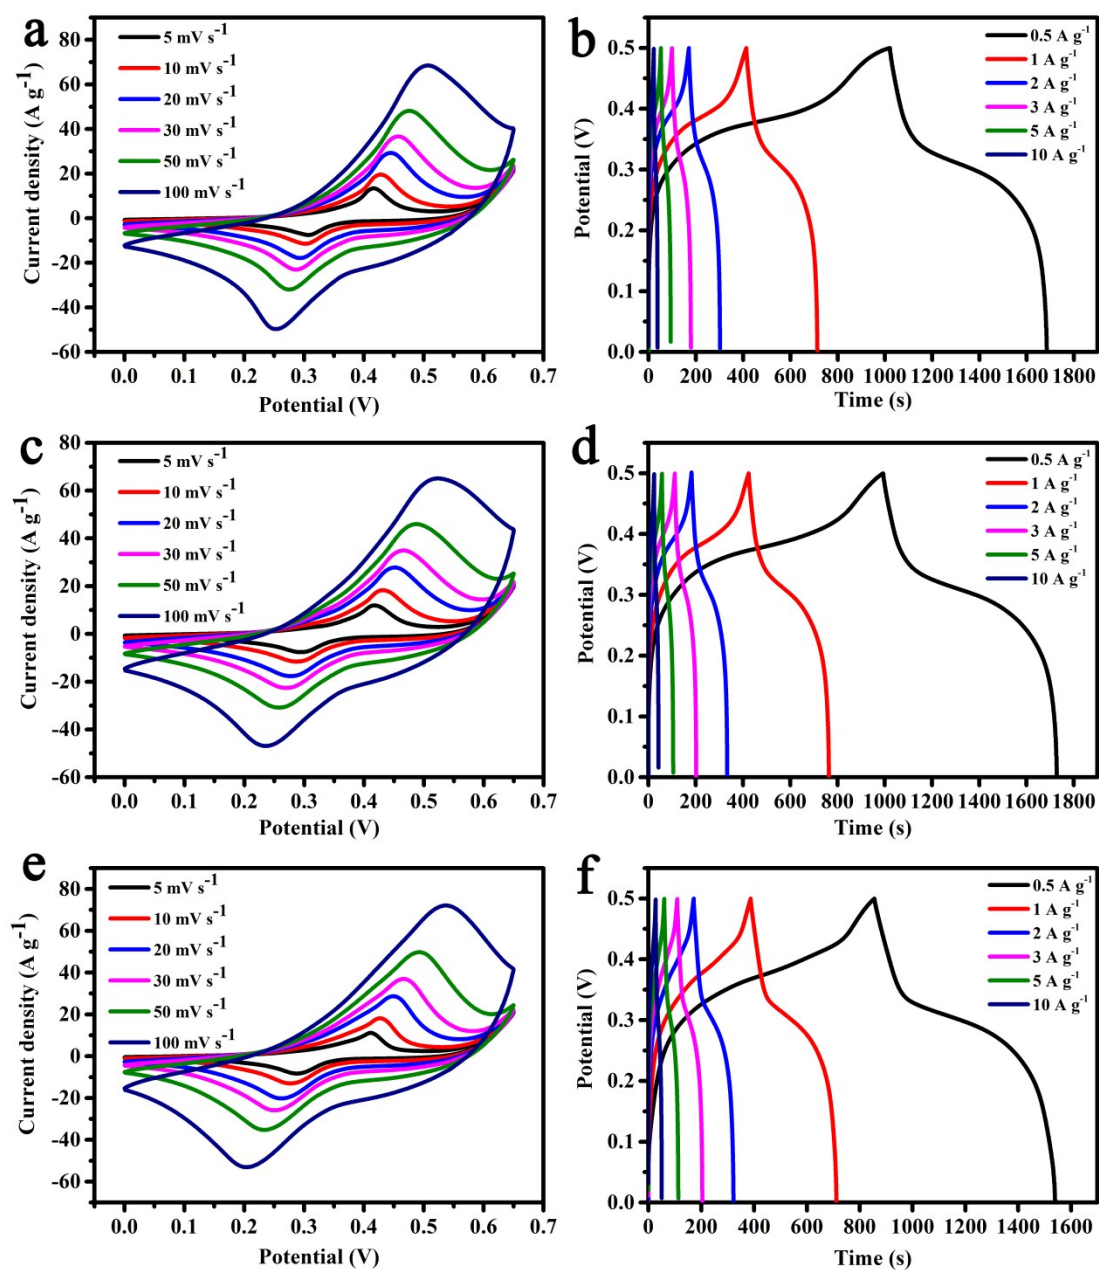 a
80
60
40
20
0
-20
-40
-60
Current density (A g⁻¹)
5 mV s⁻¹
10 mV s⁻¹
20 mV s⁻¹
30 mV s⁻¹
50 mV s⁻¹
100 mV s⁻¹
0.0 0.1 0.2 0.3 0.4 0.5 0.6 0.7
Potential (V)
b
0.5
0.4
0.3
0.2
0.1
0.0
Potential (V)
0.5 A g⁻¹
1 A g⁻¹
2 A g⁻¹
3 A g⁻¹
5 A g⁻¹
10 A g⁻¹
0 200 400 600 800 1000 1200 1400 1600 1800
Time (s)
c
80
60
40
20
0
-20
-40
-60
Current density (A g⁻¹)
5 mV s⁻¹
10 mV s⁻¹
20 mV s⁻¹
30 mV s⁻¹
50 mV s⁻¹
100 mV s⁻¹
0.0 0.1 0.2 0.3 0.4 0.5 0.6 0.7
Potential (V)
d
0.5
0.4
0.3
0.2
0.1
0.0
Potential (V)
0.5 A g⁻¹
1 A g⁻¹
2 A g⁻¹
3 A g⁻¹
5 A g⁻¹
10 A g⁻¹
0 200 400 600 800 1000 1200 1400 1600 1800
Time (s)
e
80
60
40
20
0
-20
-40
-60
Current density (A g⁻¹)
5 mV s⁻¹
10 mV s⁻¹
20 mV s⁻¹
30 mV s⁻¹
50 mV s⁻¹
100 mV s⁻¹
0.0 0.1 0.2 0.3 0.4 0.5 0.6 0.7
Potential (V)
f
0.5
0.4
0.3
0.2
0.1
0.0
Potential (V)
0.5 A g⁻¹
1 A g⁻¹
2 A g⁻¹
3 A g⁻¹
5 A g⁻¹
10 A g⁻¹
0 200 400 600 800 1000 1200 1400 1600
Time (s)